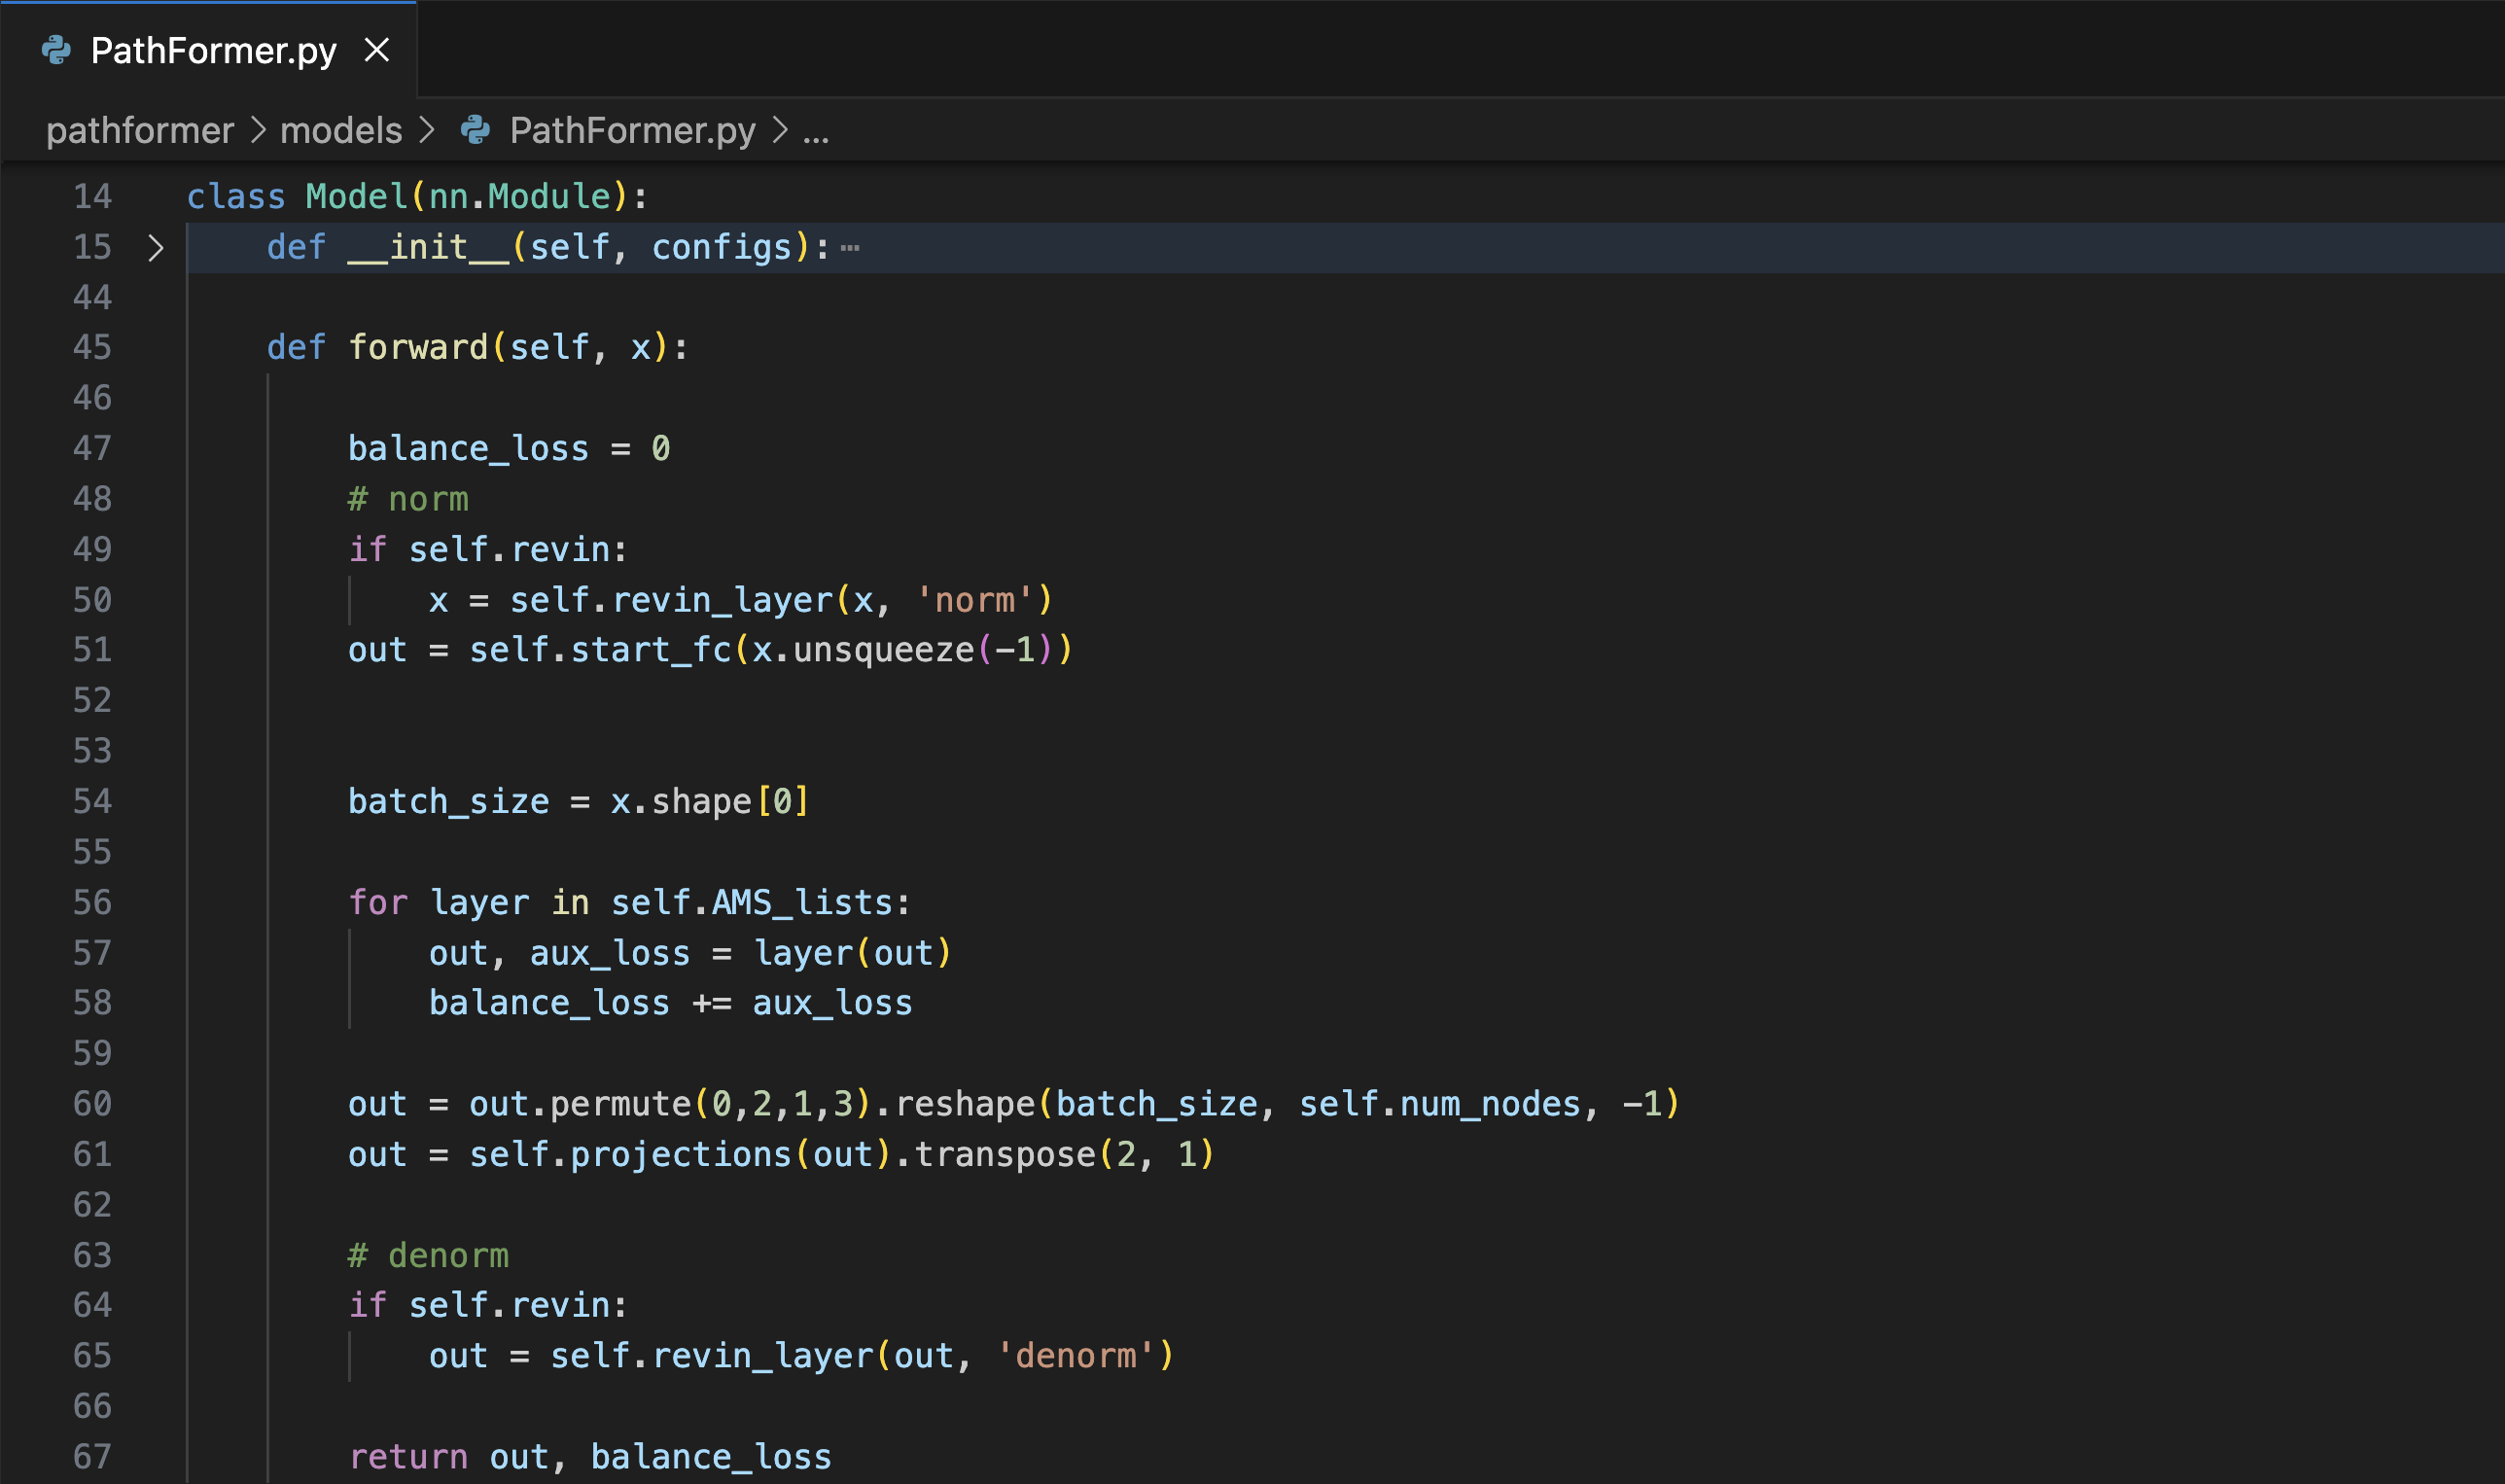 PathFormer.py
pathformer > models > PathFormer.py > ...
14 class Model(nn.Module):
15 def __init__(self, configs):⋯
44
45 def forward(self, x):
46
47 balance_loss = 0
48 # norm
49 if self.revin:
50 x = self.revin_layer(x, 'norm')
51 out = self.start_fc(x.unsqueeze(-1))
52
53
54 batch_size = x.shape[0]
55
56 for layer in self.AMS_lists:
57 out, aux_loss = layer(out)
58 balance_loss += aux_loss
59
60 out = out.permute(0,2,1,3).reshape(batch_size, self.num_nodes, -1)
61 out = self.projections(out).transpose(2, 1)
62
63 # denorm
64 if self.revin:
65 out = self.revin_layer(out, 'denorm')
66
67 return out, balance_loss